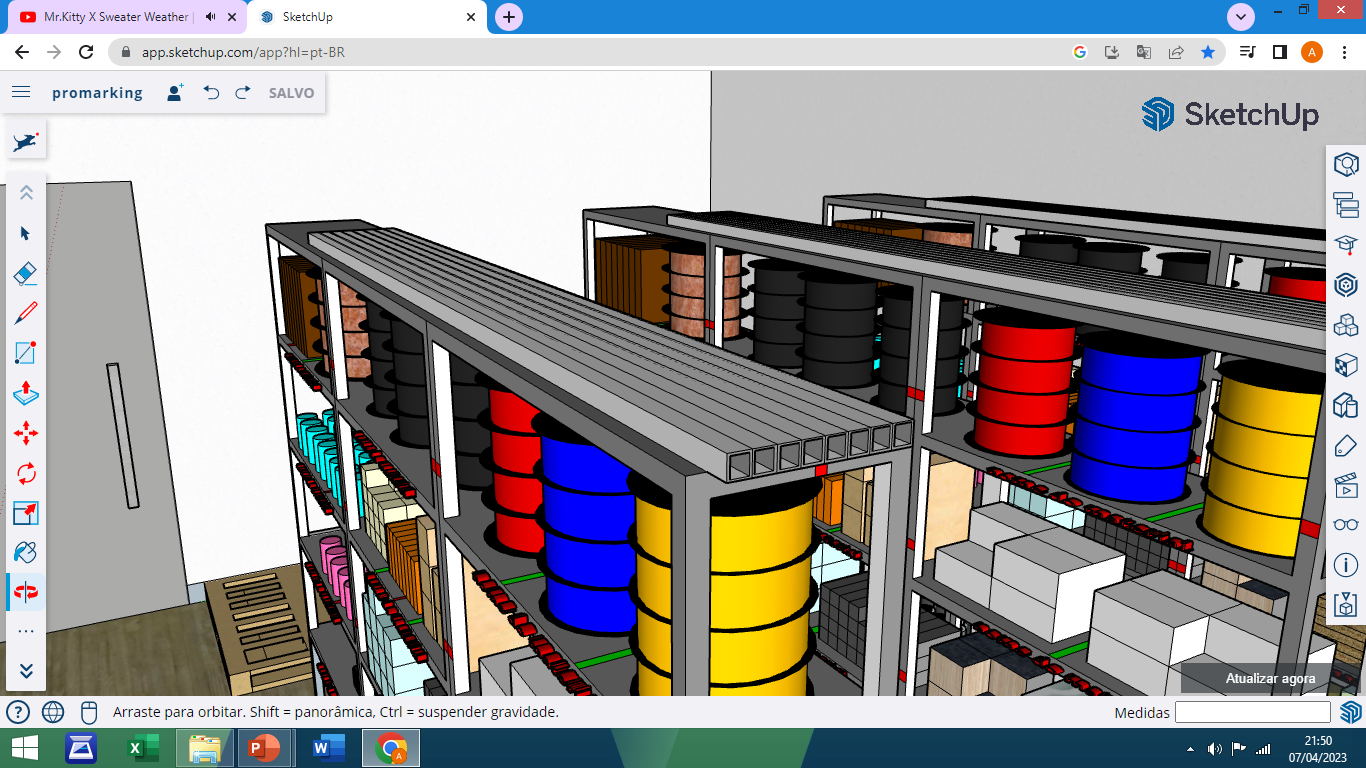 Mr.Kitty X Sweater Weather |
SketchUp
app.sketchup.com/app?hl=pt-BR
A
promarking
SALVO
SketchUp
Atualizar agora
Arraste para orbitar. Shift = panorâmica, Ctrl = suspender gravidade.
Medidas
21:50
07/04/2023